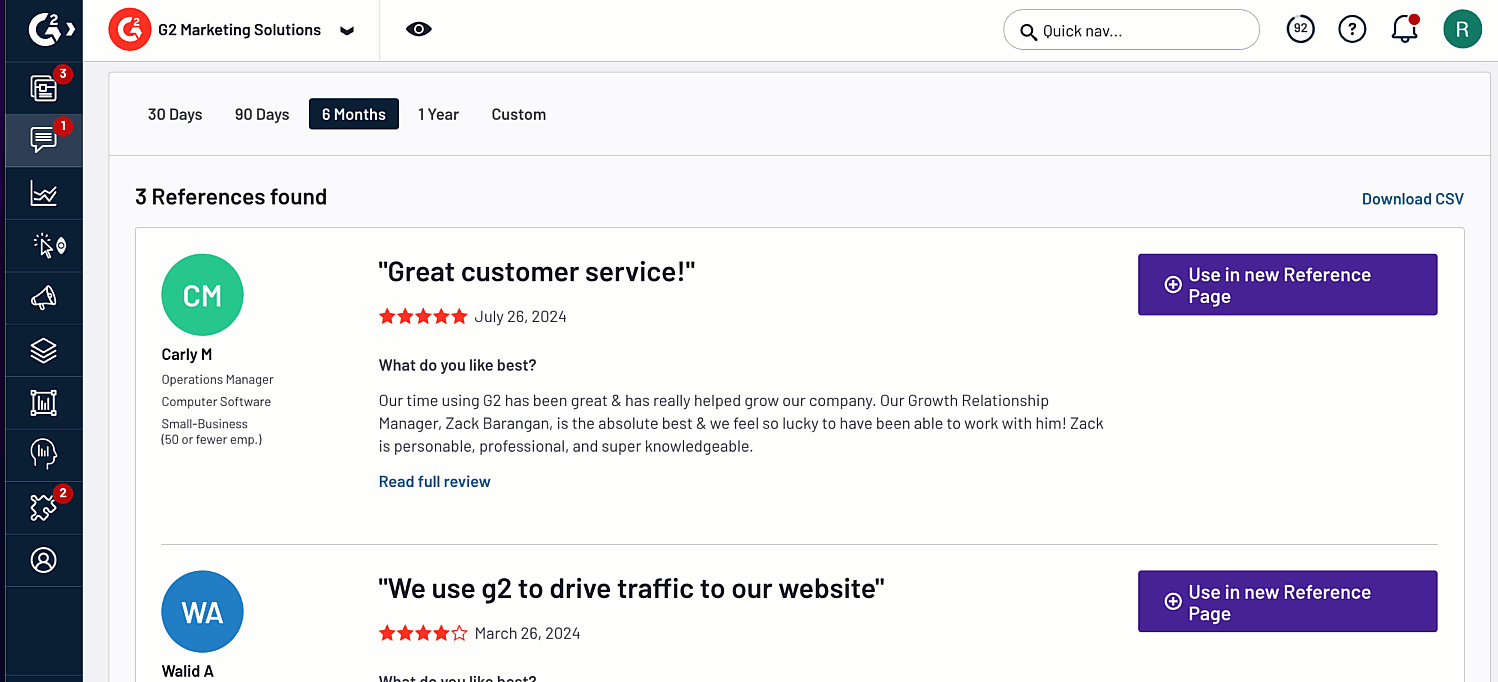 G2 Marketing Solutions
Quick nav...
92
?
R
3
1
2
30 Days 90 Days 6 Months 1 Year Custom
3 References found
Download CSV
CM
Carly M
Operations Manager
Computer Software
Small-Business
(50 or fewer emp.)
"Great customer service!"
July 26, 2024
What do you like best?
Our time using G2 has been great & has really helped grow our company. Our Growth Relationship
Manager, Zack Barangan, is the absolute best & we feel so lucky to have been able to work with him! Zack
is personable, professional, and super knowledgeable.
Read full review
Use in new Reference
Page
WA
Walid A
"We use g2 to drive traffic to our website"
March 26, 2024
What do you like best?
Use in new Reference
Page